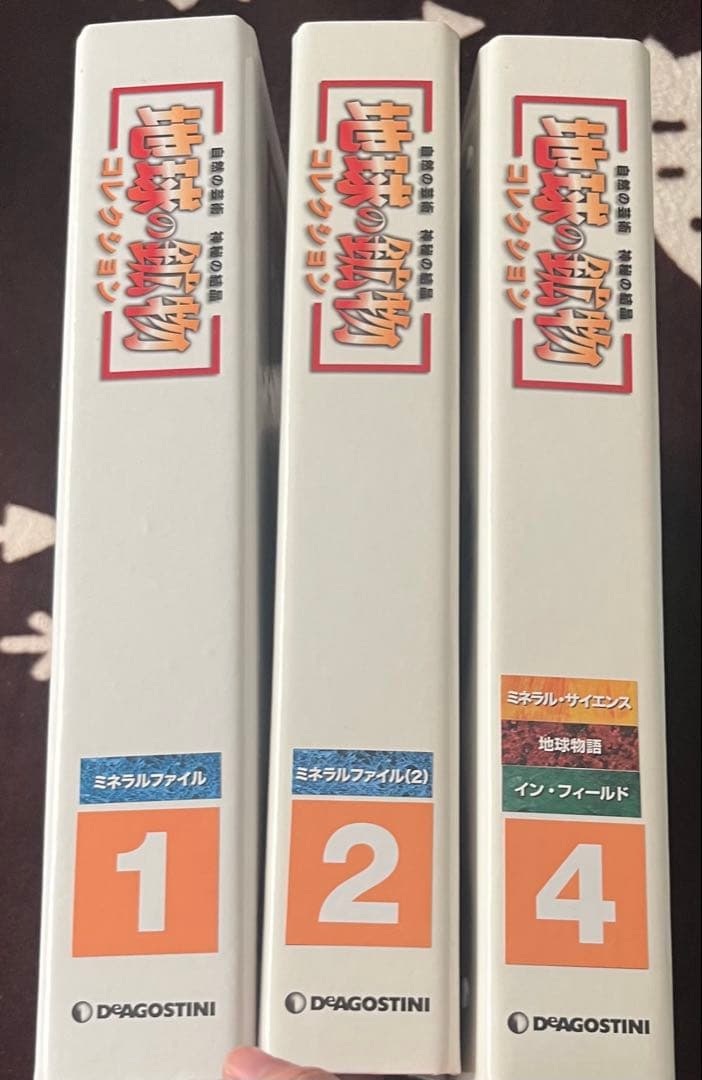 自然の芸術 神秘の結晶
地球の鉱物
コレクション
ミネラルファイル
1
DEAGOSTINI
自然の芸術 神秘の結晶
地球の鉱物
コレクション
ミネラルファイル(2)
2
DEAGOSTINI
自然の芸術 神秘の結晶
地球の鉱物
コレクション
ミネラル・サイエンス
地球物語
イン・フィールド
4
DEAGOSTINI